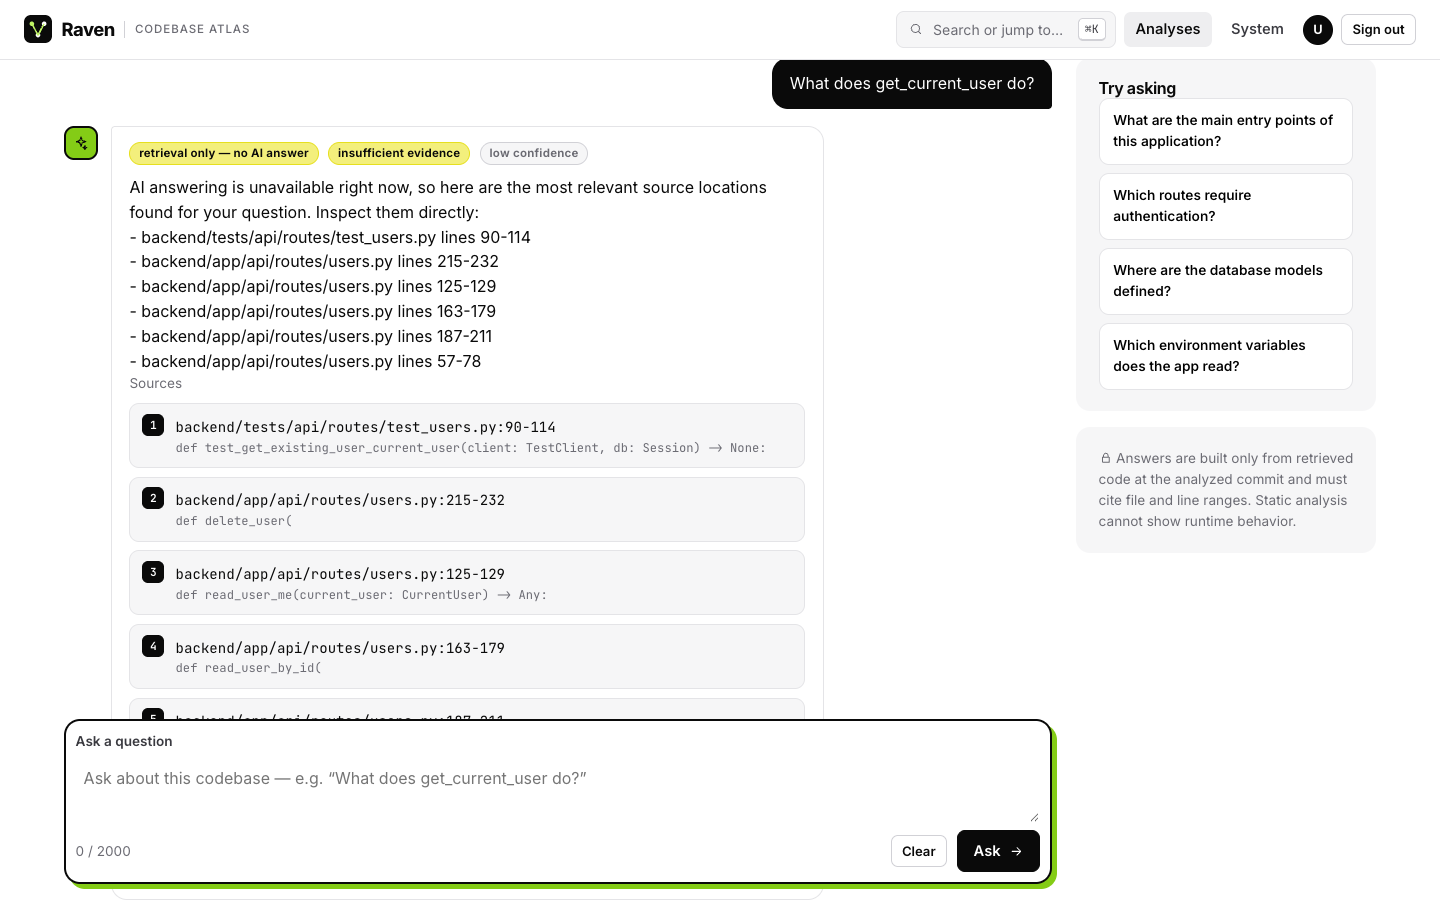 Raven
CODEBASE ATLAS
Search or jump to...
⌘K
Analyses
System
U
Sign out
What does get_current_user do?
retrieval only — no AI answer
insufficient evidence
low confidence
AI answering is unavailable right now, so here are the most relevant source locations
found for your question. Inspect them directly:
- backend/tests/api/routes/test_users.py lines 90-114
- backend/app/api/routes/users.py lines 215-232
- backend/app/api/routes/users.py lines 125-129
- backend/app/api/routes/users.py lines 163-179
- backend/app/api/routes/users.py lines 187-211
- backend/app/api/routes/users.py lines 57-78
Sources
1
backend/tests/api/routes/test_users.py:90-114
def test_get_existing_user_current_user(client: TestClient, db: Session) -> None:
2
backend/app/api/routes/users.py:215-232
def delete_user(
3
backend/app/api/routes/users.py:125-129
def read_user_me(current_user: CurrentUser) -> Any:
4
backend/app/api/routes/users.py:163-179
def read_user_by_id(
5
backend/app/api/routes/users.py:187-211
Ask a question
Ask about this codebase — e.g. “What does get_current_user do?”
0 / 2000
Clear
Ask →
Try asking
What are the main entry points of
this application?
Which routes require
authentication?
Where are the database models
defined?
Which environment variables
does the app read?
Answers are built only from retrieved
code at the analyzed commit and must
cite file and line ranges. Static analysis
cannot show runtime behavior.